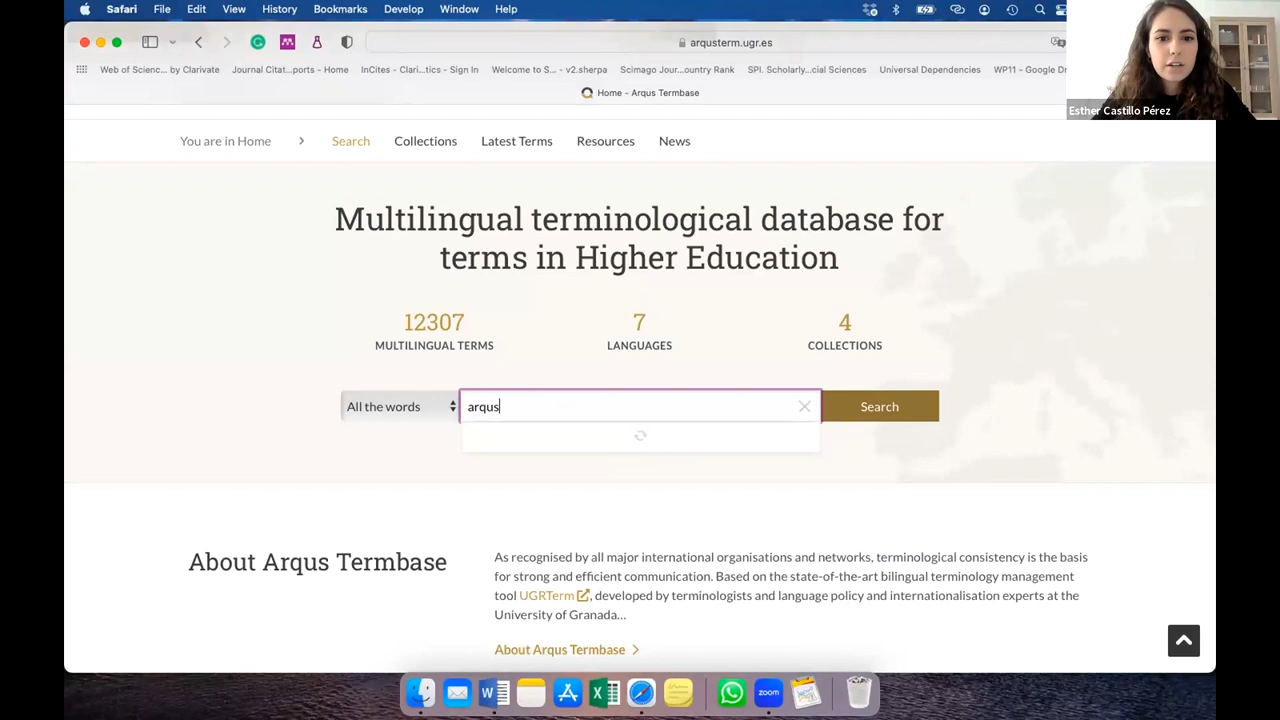 Safari File Edit View History Bookmarks Develop Window Help
arqusterm.ugr.es
Web of Scienc... by Clarivate Journal Citat...ports - Home InCites - Clari...tics - Sign In Welcome to S... - v2.sherpa Scimago Jour...ountry Rank SPI. Scholarly...cial Sciences Universal Dependencies WP11 - Google Dr
Home - Arqus Termbase
Esther Castillo Pérez
You are in Home Search Collections Latest Terms Resources News
Multilingual terminological database for
terms in Higher Education
12307 7 4
MULTILINGUAL TERMS LANGUAGES COLLECTIONS
All the words arqus Search
About Arqus Termbase
As recognised by all major international organisations and networks, terminological consistency is the basis
for strong and efficient communication. Based on the state-of-the-art bilingual terminology management
tool UGRTerm, developed by terminologists and language policy and internationalisation experts at the
University of Granada...
About Arqus Termbase
zoom